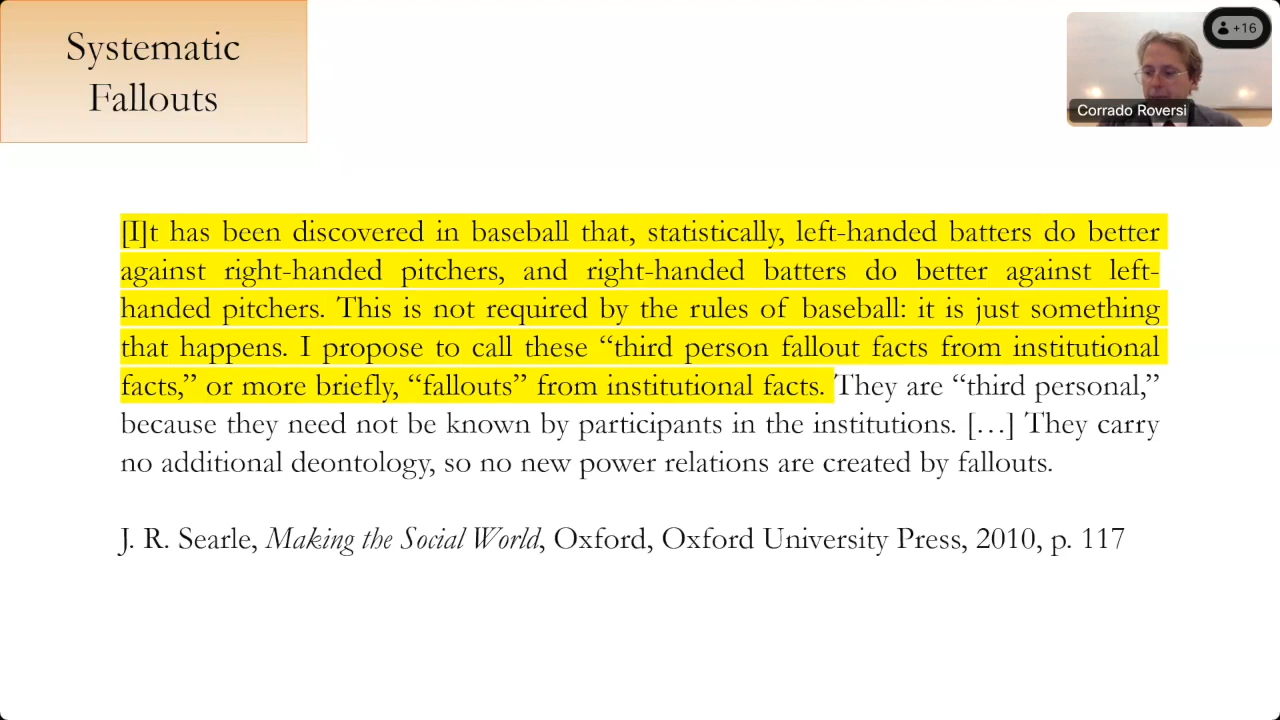 Systematic
Fallouts
+16
Corrado Roversi
[I]t has been discovered in baseball that, statistically, left-handed batters do better
against right-handed pitchers, and right-handed batters do better against left-
handed pitchers. This is not required by the rules of baseball: it is just something
that happens. I propose to call these “third person fallout facts from institutional
facts,” or more briefly, “fallouts” from institutional facts. They are “third personal,”
because they need not be known by participants in the institutions. […] They carry
no additional deontology, so no new power relations are created by fallouts.
J. R. Searle, Making the Social World, Oxford, Oxford University Press, 2010, p. 117